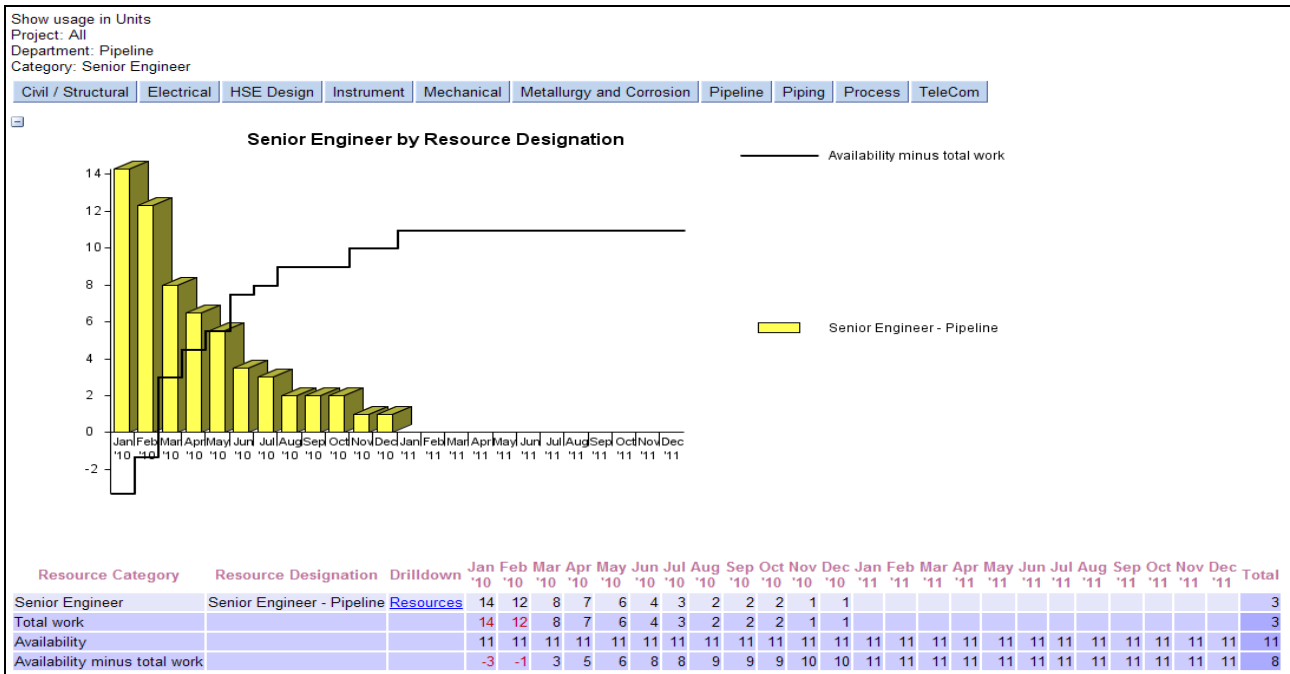 Show usage in Units
Project: All
Department: Pipeline
Category: Senior Engineer
Civil / Structural Electrical HSE Design Instrument Mechanical Metallurgy and Corrosion Pipeline Piping Process TeleCom
Senior Engineer by Resource Designation
Availability minus total work
14
12
10
8
6
4
2
0
-2
Senior Engineer - Pipeline
Jan Feb Mar Apr May Jun Jul Aug Sep Oct Nov Dec Jan Feb Mar Apr May Jun Jul Aug Sep Oct Nov Dec
'10 '10 '10 '10 '10 '10 '10 '10 '10 '10 '10 '10 '11 '11 '11 '11 '11 '11 '11 '11 '11 '11 '11 '11
Resource Category Resource Designation Drilldown Jan '10 Feb '10 Mar '10 Apr '10 May '10 Jun '10 Jul '10 Aug '10 Sep '10 Oct '10 Nov '10 Dec '10 Jan '11 Feb '11 Mar '11 Apr '11 May '11 Jun '11 Jul '11 Aug '11 Sep '11 Oct '11 Nov '11 Dec '11 Total
Senior Engineer Senior Engineer - Pipeline Resources 14 12 8 7 6 4 3 2 2 2 1 1 3
Total work 14 12 8 7 6 4 3 2 2 2 1 1 3
Availability 11 11 11 11 11 11 11 11 11 11 11 11 11 11 11 11 11 11 11 11 11 11 11 11 11
Availability minus total work -3 -1 3 5 6 8 8 9 9 9 10 10 11 11 11 11 11 11 11 11 11 11 11 11 8